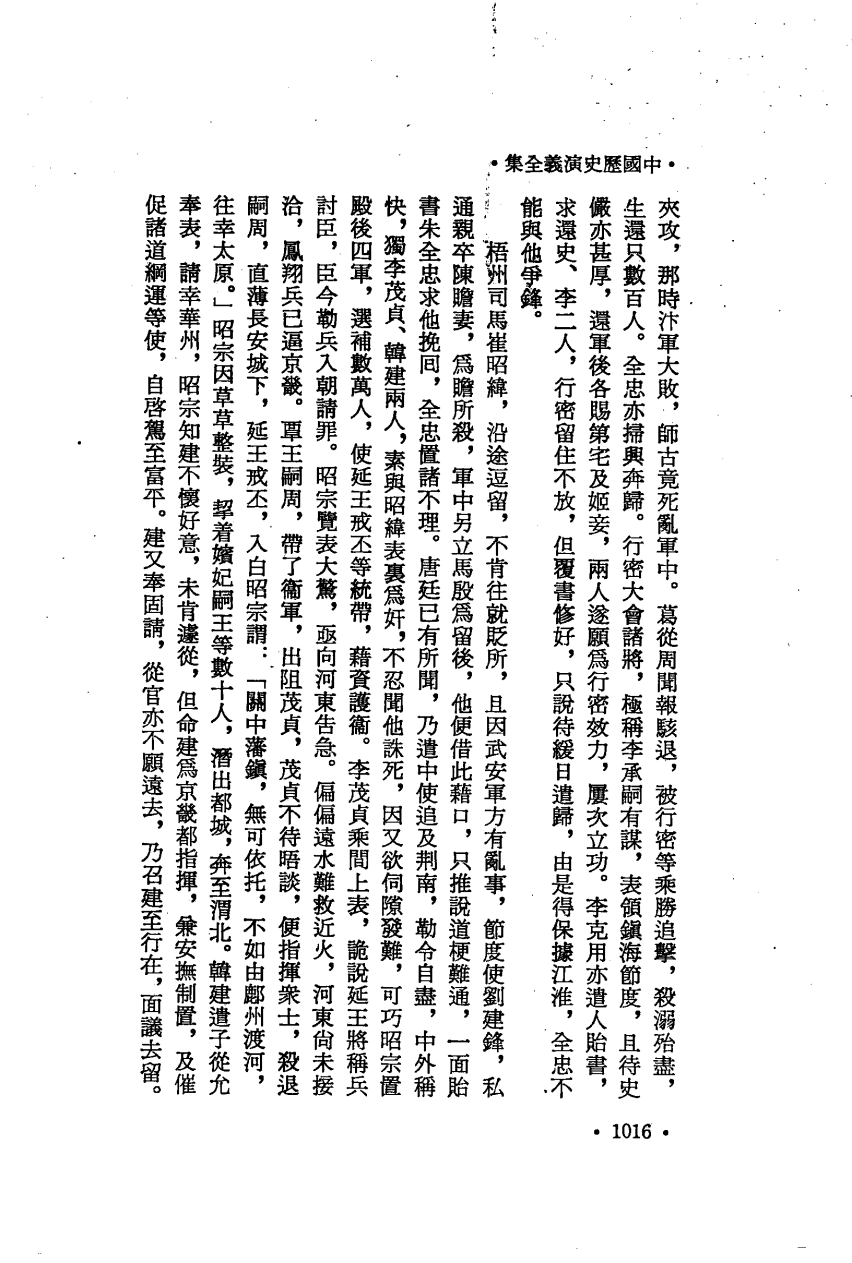 •中國歷史演義全集•
夾攻，那時汴軍大敗，師古竟死亂軍中。葛從周聞報駭退，被行密等乘勝追擊，殺溺殆盡，
生還只數百人。全忠亦掃興奔歸。行密大會諸將，極稱李承嗣有謀，表領鎮海節度，且待史
儼亦甚厚，還軍後各賜第宅及姬妾，兩人遂願爲行密效力，屢次立功。李克用亦遣人貽書，
求還史、李二人，行密留住不放，但覆書修好，只說待緩日遣歸，由是得保據江淮，全忠不
能與他爭鋒。
梧州司馬崔昭緯，沿途逗留，不肯往就貶所，且因武安軍方有亂事，節度使劉建鋒，私
通親卒陳贍妻，爲贍所殺，軍中另立馬殷爲留後，他便借此藉口，只推說道梗難通，一面貽
書朱全忠求他挽回，全忠置諸不理。唐廷已有所聞，乃遣中使追及荆南，勒令自盡，中外稱
快，獨李茂貞、韓建兩人，素與昭緯表裏爲奸，不忍聞他誅死，因又欲伺隙發難，可巧昭宗置
殿後四軍，選補數萬人，使延王戒丕等統帶，藉資護衞。李茂貞乘間上表，詭說延王將稱兵
討臣，臣今勒兵入朝請罪。昭宗覽表大驚，亟向河東告急。偏偏遠水難救近火，河東尚未接
洽，鳳翔兵已逼京畿。覃王嗣周，帶了衞軍，出阻茂貞，茂貞不待晤談，便指揮衆士，殺退
嗣周，直薄長安城下，延王戒丕，入白昭宗謂：「關中藩鎮，無可依托，不如由鄜州渡河，
往幸太原。」昭宗因草草整裝，挈着嬪妃嗣王等數十人，潛出都城，奔至渭北。韓建遣子從允
奉表，請幸華州，昭宗知建不懷好意，未肯遽從，但命建爲京畿都指揮，兼安撫制置，及催
促諸道綱運等使，自啓駕至富平。建又奉固請，從官亦不願遠去，乃召建至行在，面議去留。
•1016•